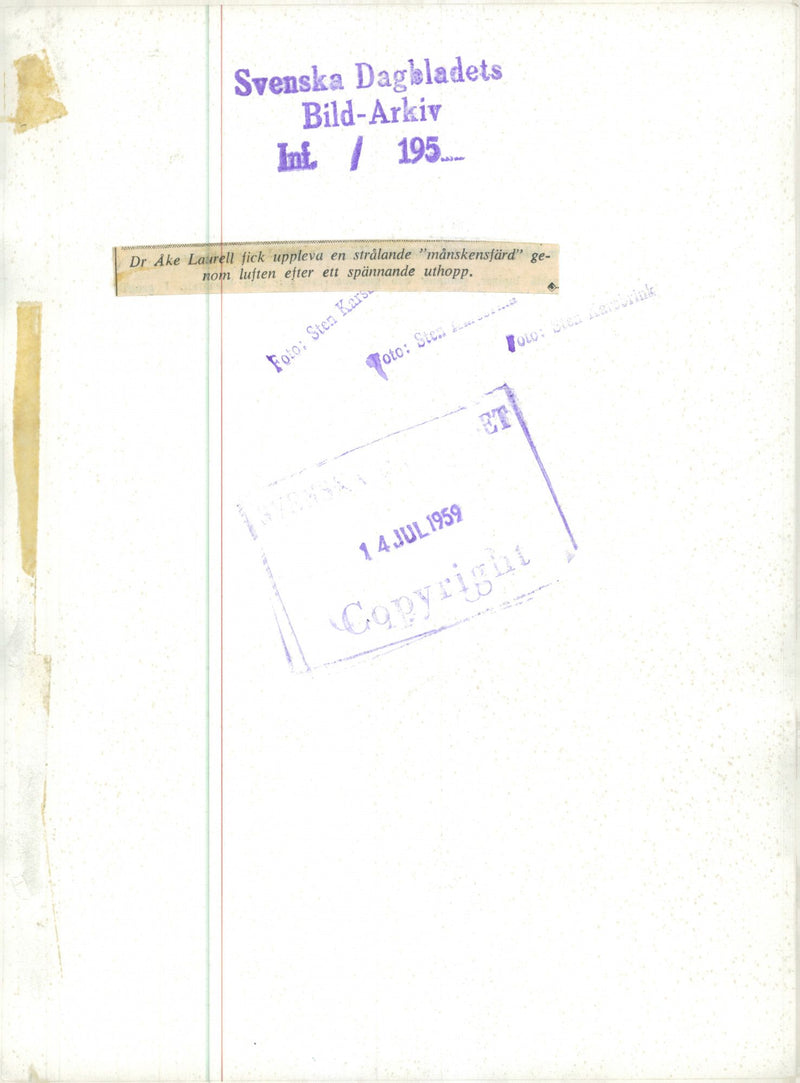 Svenska Dagbladets
Bild-Arkiv
Inf. / 195
Dr Åke Laurell fick uppleva en strålande "månskensfärd" ge-
nom luften efter ett spännande uthopp.
Foto: Sten
Foto: Sten
Foto: Sten
ET
14 JUL 1959
Copyright